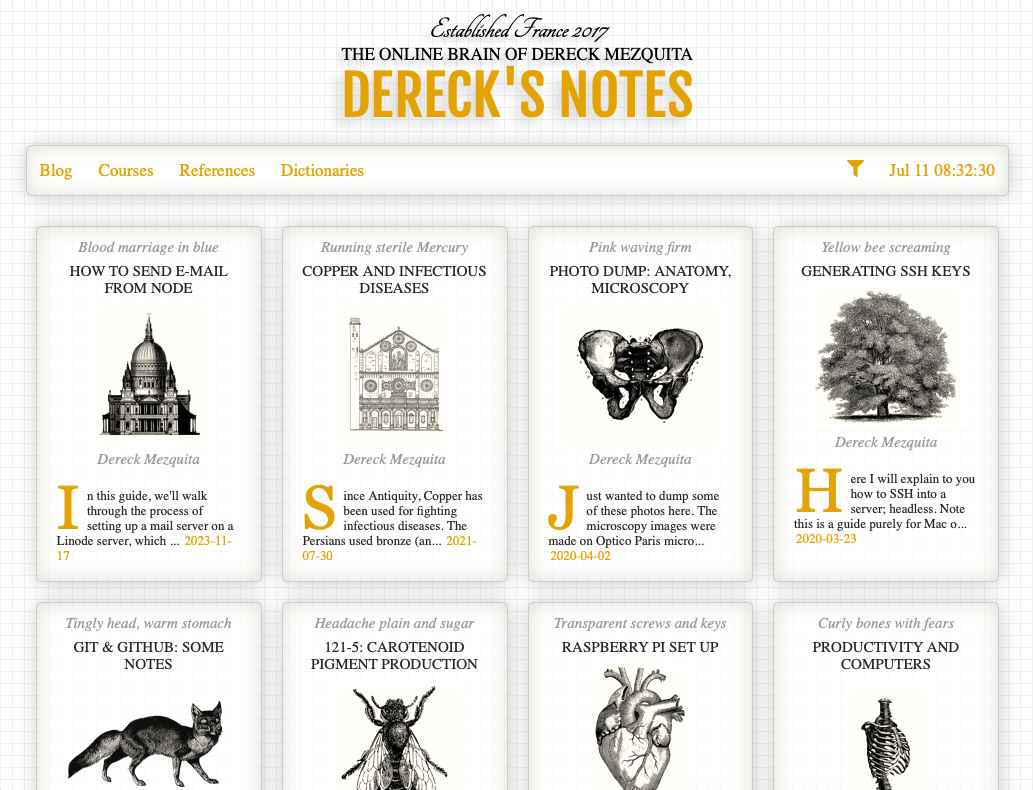 Established France 2017
THE ONLINE BRAIN OF DERECK MEZQUITA
DERECK'S NOTES
Blog Courses References Dictionaries Jul 11 08:32:30
Blood marriage in blue
HOW TO SEND E-MAIL
FROM NODE
Dereck Mezquita
In this guide, we'll walk
through the process of
setting up a mail server on a
Linode server, which ... 2023-11-
17
Running sterile Mercury
COPPER AND INFECTIOUS
DISEASES
Dereck Mezquita
Since Antiquity, Copper has
been used for fighting
infectious diseases. The
Persians used bronze (an... 2021-
07-30
Pink waving firm
PHOTO DUMP: ANATOMY,
MICROSCOPY
Dereck Mezquita
Just wanted to dump some
of these photos here. The
microscopy images were
made on Optico Paris micro...
2020-04-02
Yellow bee screaming
GENERATING SSH KEYS
Dereck Mezquita
Here I will explain to you
how to SSH into a
server; headless. Note
this is a guide purely for Mac o...
2020-03-23
Tingly head, warm stomach
GIT & GITHUB: SOME
NOTES
Headache plain and sugar
121-5: CAROTENOID
PIGMENT PRODUCTION
Transparent screws and keys
RASPBERRY PI SET UP
Curly bones with fears
PRODUCTIVITY AND
COMPUTERS